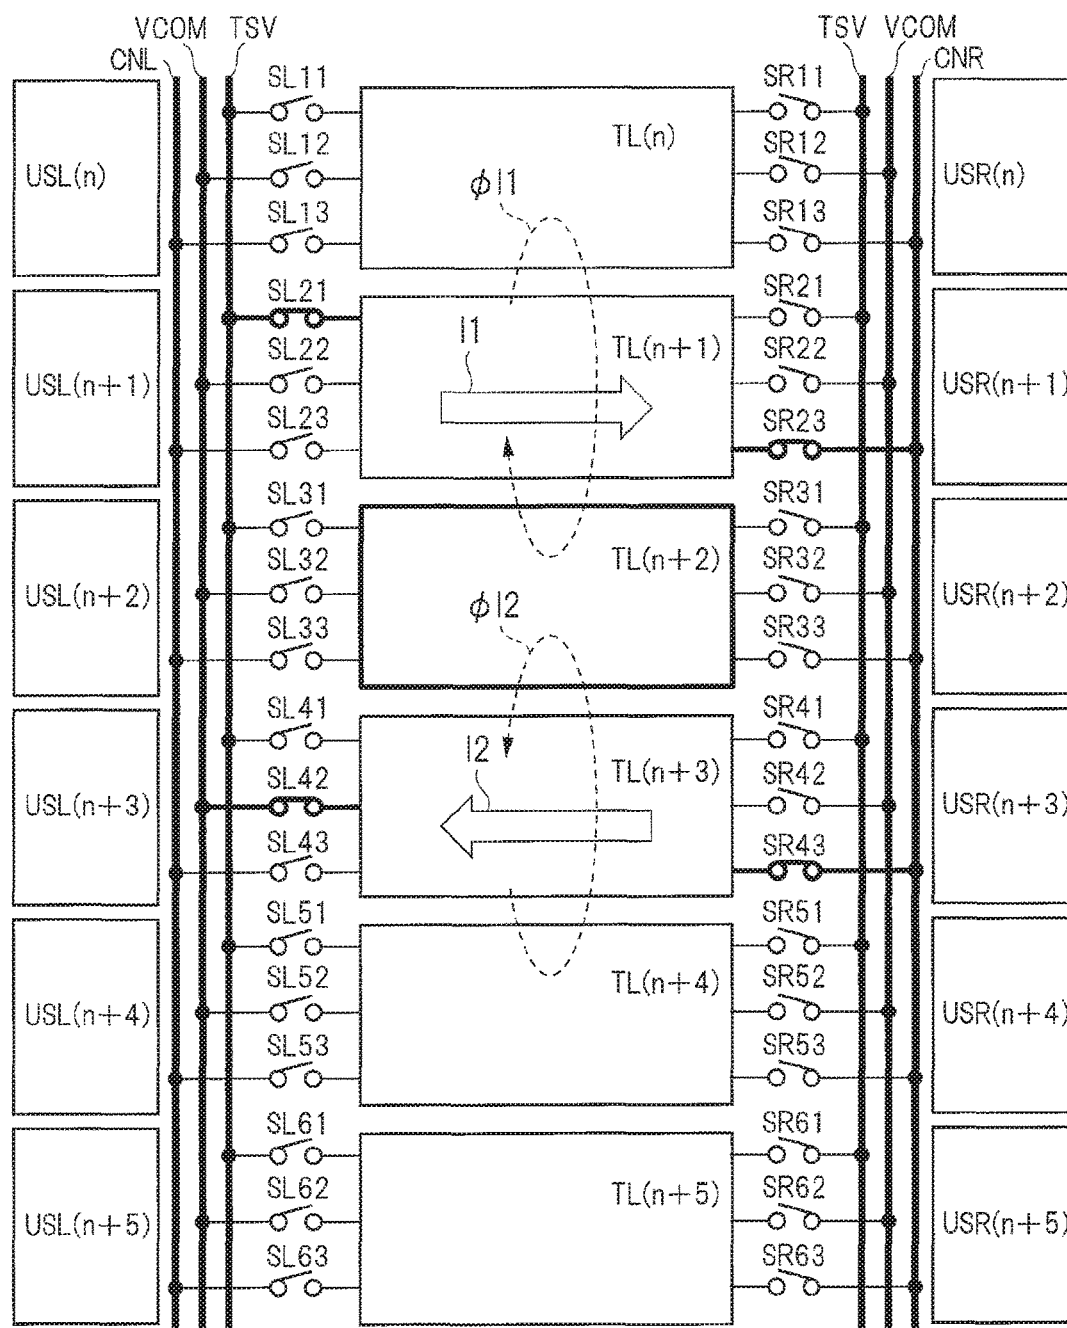 VCOM TSV TSV VCOM
CNL CNR
SL11 SR11
TL(n)
SL12 SR12
USL(n) φI1 USR(n)
SL13 SR13
SL21 SR21
I1 TL(n+1)
SL22 SR22
USL(n+1) USR(n+1)
SL23 SR23
SL31 SR31
TL(n+2)
SL32 SR32
USL(n+2) φI2 USR(n+2)
SL33 SR33
SL41 SR41
I2 TL(n+3)
SL42 SR42
USL(n+3) USR(n+3)
SL43 SR43
SL51 SR51
TL(n+4)
SL52 SR52
USL(n+4) USR(n+4)
SL53 SR53
SL61 SR61
TL(n+5)
SL62 SR62
USL(n+5) USR(n+5)
SL63 SR63